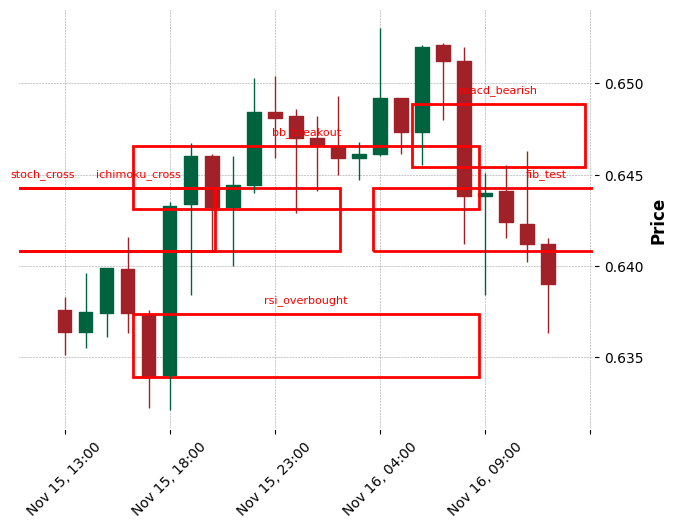 0.650
macd_bearish
bb_breakout
0.645
stoch_cross
ichimoku_cross
fib_test
Price
0.640
rsi_overbought
0.635
Nov 15, 13:00
Nov 15, 18:00
Nov 15, 23:00
Nov 16, 04:00
Nov 16, 09:00